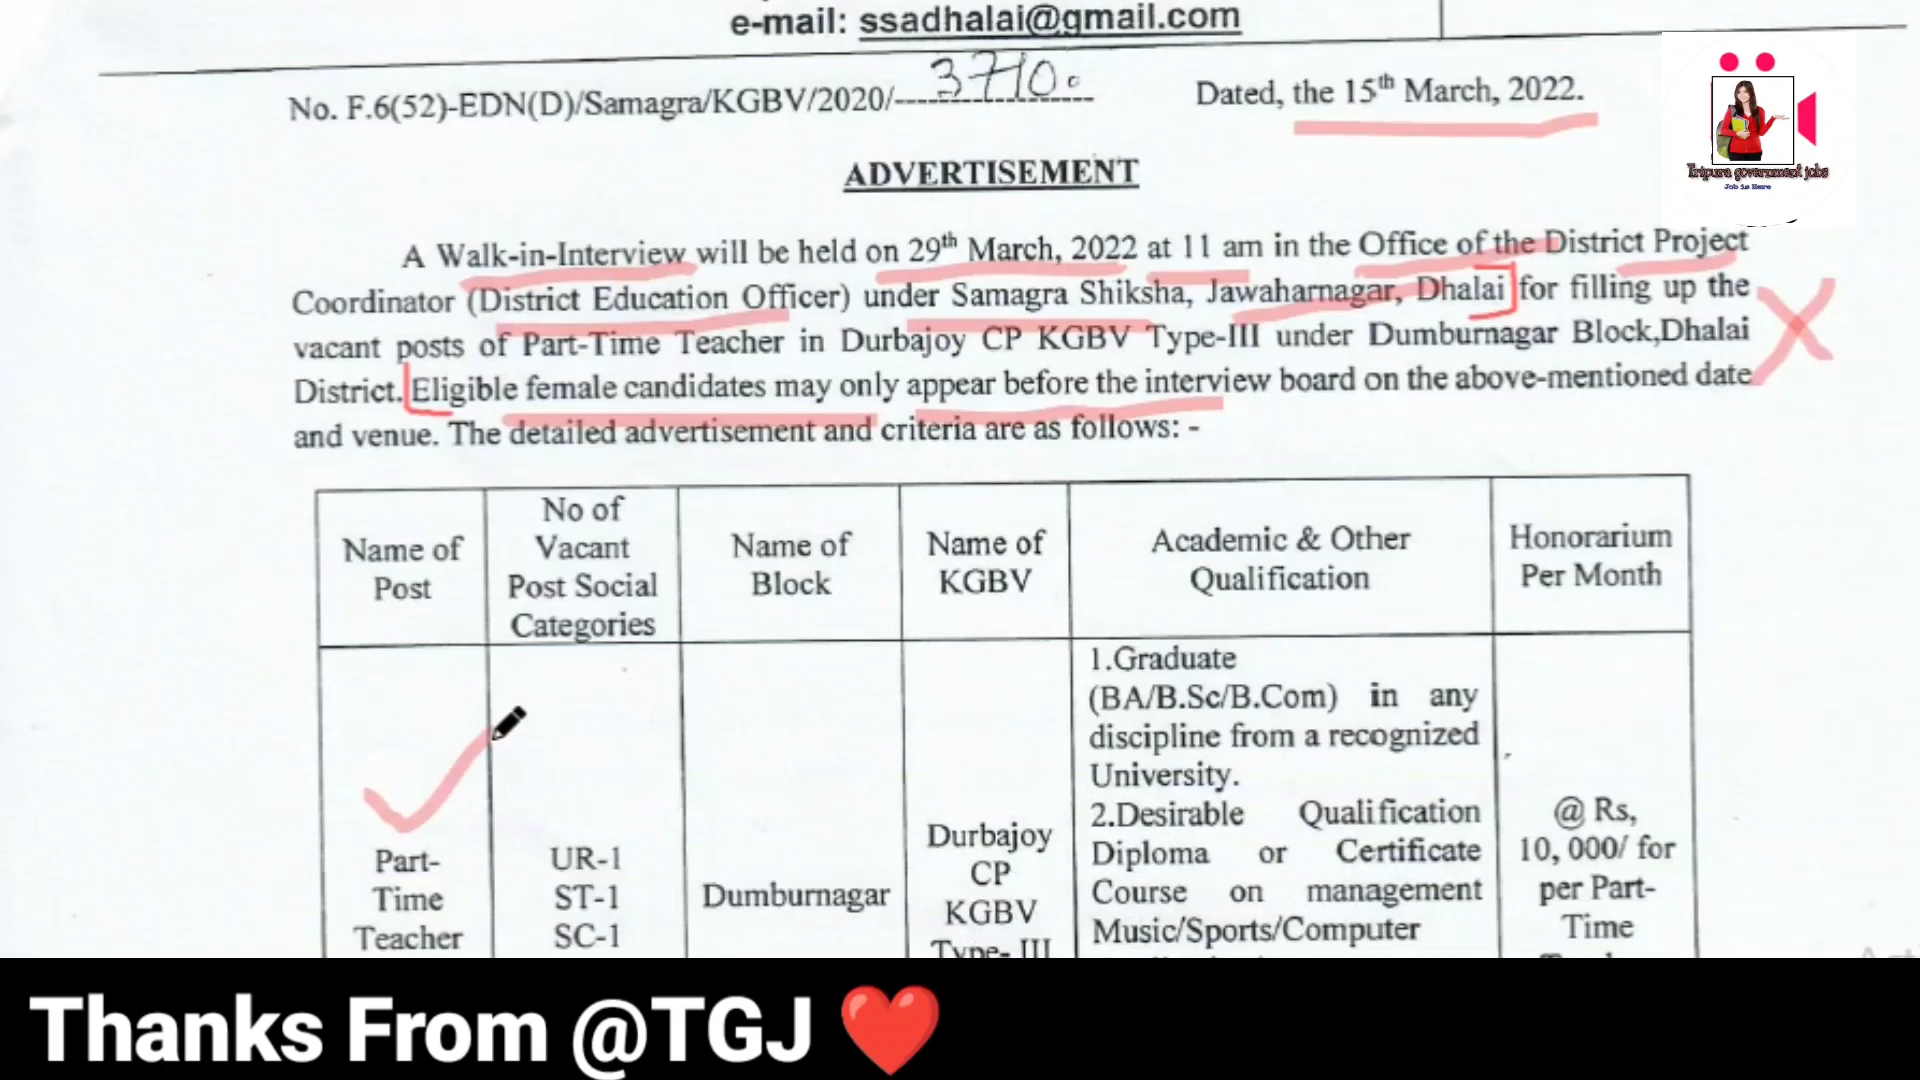 e-mail: ssadhalai@gmail.com
No. F.6(52)-EDN(D)/Samagra/KGBV/2020/ 3710
Dated, the 15th March, 2022.
Tripura government jobs
Job is Here
ADVERTISEMENT
A Walk-in-Interview will be held on 29th March, 2022 at 11 am in the Office of the District Project
Coordinator (District Education Officer) under Samagra Shiksha, Jawaharnagar, Dhalai for filling up the
vacant posts of Part-Time Teacher in Durbajoy CP KGBV Type-III under Dumburnagar Block,Dhalai
District. Eligible female candidates may only appear before the interview board on the above-mentioned date
and venue. The detailed advertisement and criteria are as follows: -
Name of
Post
No of
Vacant
Post Social
Categories
Name of
Block
Name of
KGBV
Academic & Other
Qualification
Honorarium
Per Month
Part-
Time
Teacher
UR-1
ST-1
SC-1
Dumburnagar
Durbajoy
CP
KGBV
Type- III
1.Graduate
(BA/B.Sc/B.Com) in any
discipline from a recognized
University.
2.Desirable Qualification
Diploma or Certificate
Course on management
Music/Sports/Computer
@ Rs,
10, 000/ for
per Part-
Time
Thanks From @TGJ ❤️